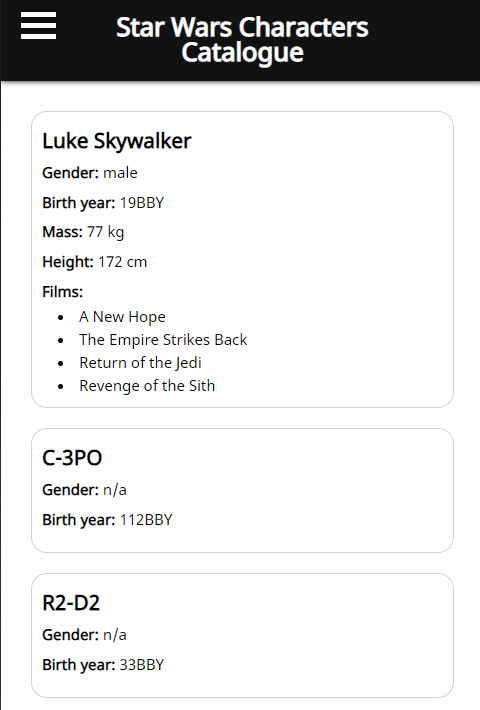 Star Wars Characters
Catalogue
Luke Skywalker
Gender: male
Birth year: 19BBY
Mass: 77 kg
Height: 172 cm
Films:
• A New Hope
• The Empire Strikes Back
• Return of the Jedi
• Revenge of the Sith
C-3PO
Gender: n/a
Birth year: 112BBY
R2-D2
Gender: n/a
Birth year: 33BBY